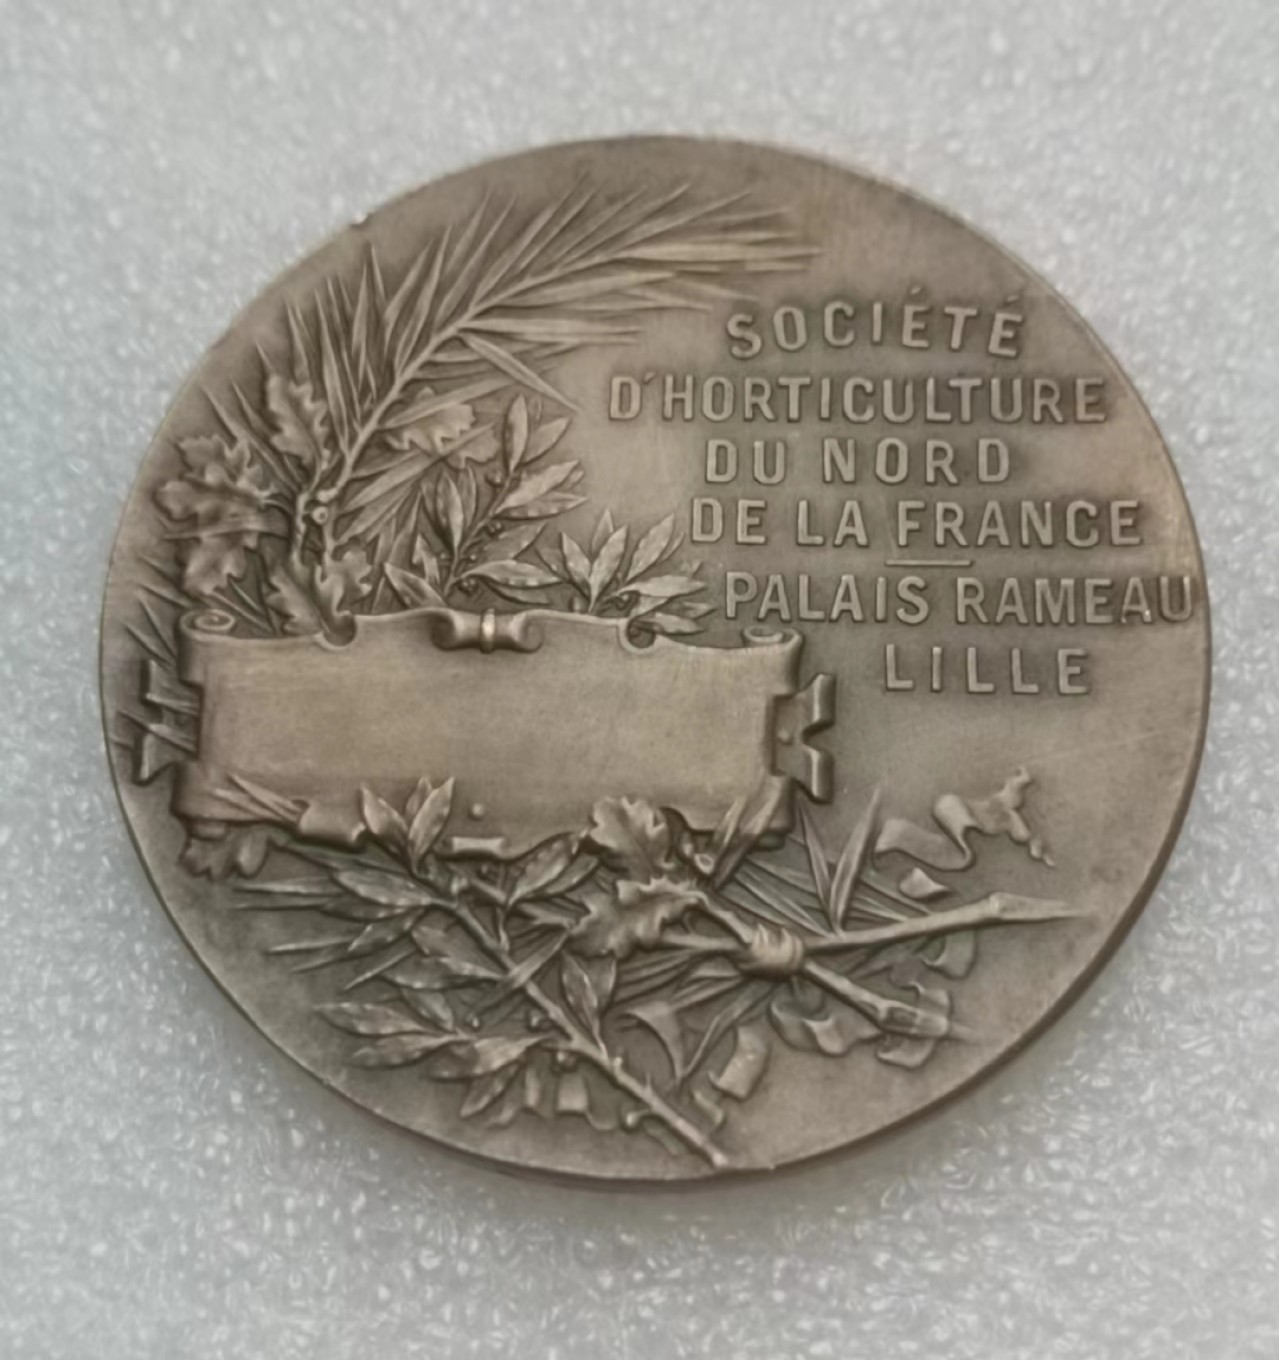 SOCIÉTÉ
D'HORTICULTURE
DU NORD
DE LA FRANCE
PALAIS RAMEAU
LILLE